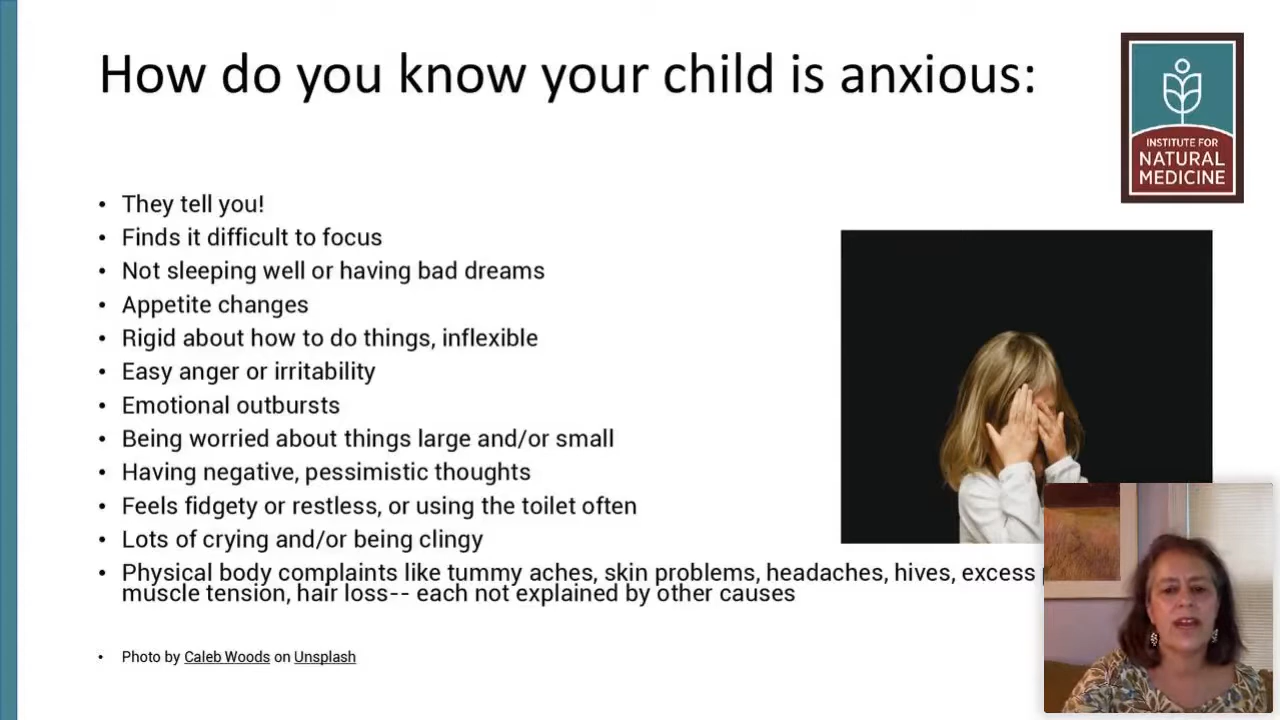 How do you know your child is anxious:
INSTITUTE FOR
NATURAL
MEDICINE
• They tell you!
• Finds it difficult to focus
• Not sleeping well or having bad dreams
• Appetite changes
• Rigid about how to do things, inflexible
• Easy anger or irritability
• Emotional outbursts
• Being worried about things large and/or small
• Having negative, pessimistic thoughts
• Feels fidgety or restless, or using the toilet often
• Lots of crying and/or being clingy
• Physical body complaints like tummy aches, skin problems, headaches, hives, excess
muscle tension, hair loss-- each not explained by other causes
• Photo by Caleb Woods on Unsplash